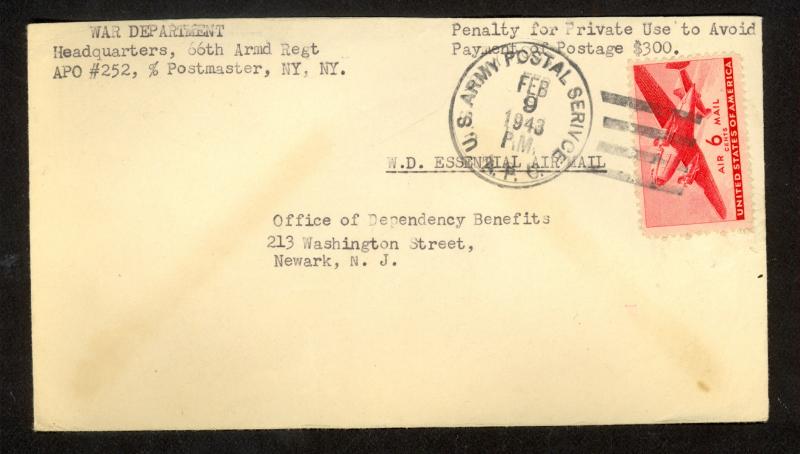 WAR DEPARTMENT
Headquarters, 66th Armd Regt
APO #252, % Postmaster, NY, NY.
Penalty for Private Use to Avoid
Payment of Postage $300.
U.S. ARMY POSTAL SERIVCE
FEB
9
1943
P.M.
A.P.O.
6
CENTS
AIR MAIL
UNITED STATES OF AMERICA
W.D. ESSENTIAL AIR MAIL
Office of Dependency Benefits
213 Washington Street,
Newark, N. J.